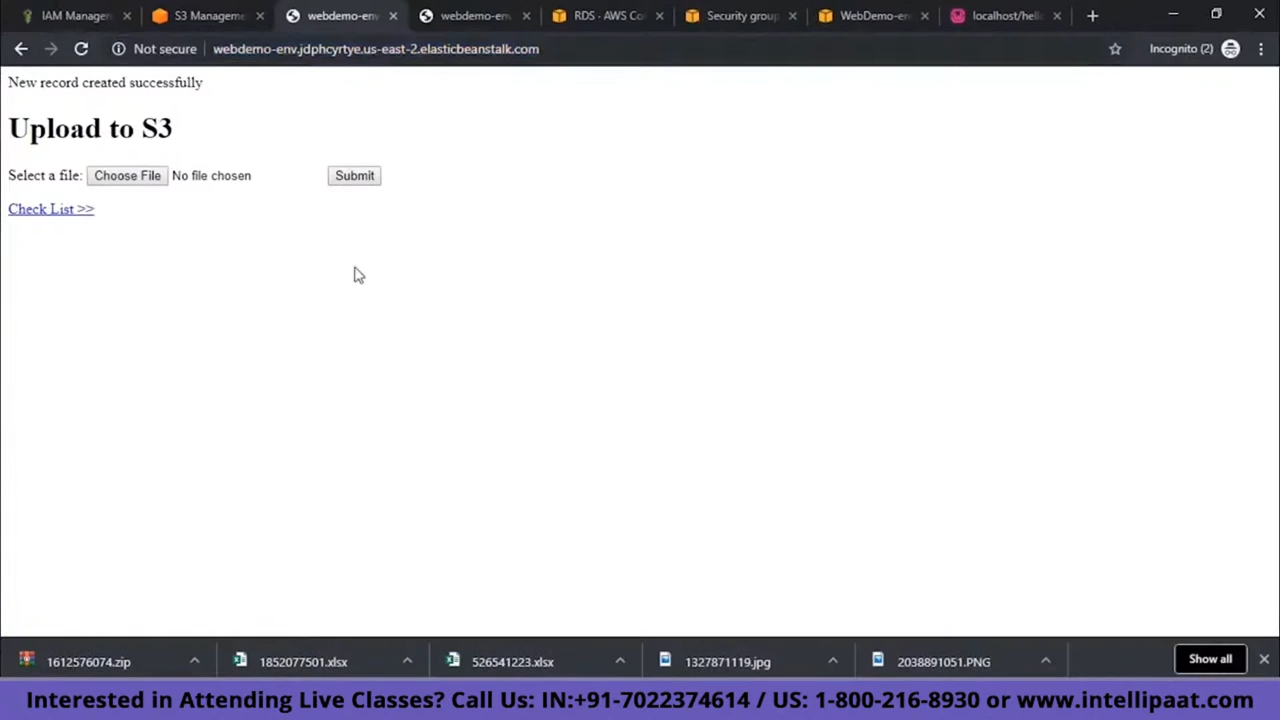 IAM Manage
S3 Manageme
webdemo-env
webdemo-env
RDS · AWS Co
Security group
WebDemo-en
localhost/hell
Not secure
webdemo-env.jdphcyrtye.us-east-2.elasticbeanstalk.com
Incognito (2)
New record created successfully
Upload to S3
Select a file: Choose File No file chosen Submit
Check List >>
1612576074.zip
1852077501.xlsx
526541223.xlsx
1327871119.jpg
2038891051.PNG
Show all
Interested in Attending Live Classes? Call Us: IN:+91-7022374614 / US: 1-800-216-8930 or www.intellipaat.com